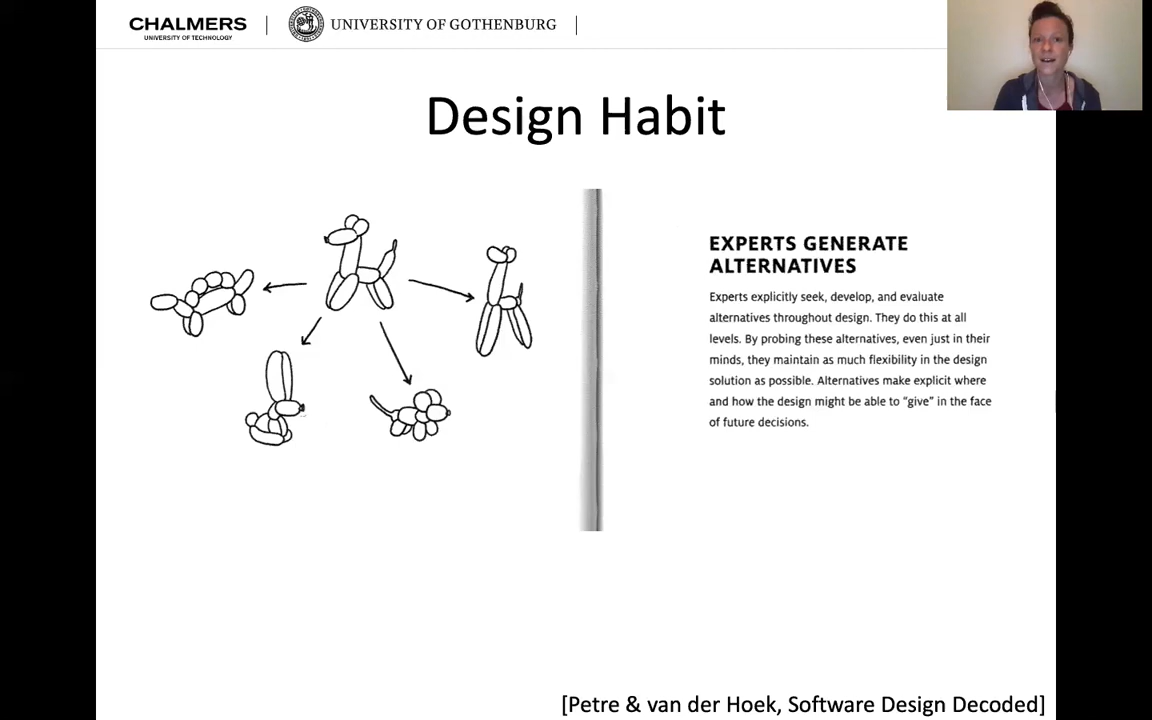 CHALMERS
UNIVERSITY OF TECHNOLOGY
UNIVERSITY OF GOTHENBURG
Design Habit
EXPERTS GENERATE
ALTERNATIVES
Experts explicitly seek, develop, and evaluate
alternatives throughout design. They do this at all
levels. By probing these alternatives, even just in their
minds, they maintain as much flexibility in the design
solution as possible. Alternatives make explicit where
and how the design might be able to “give” in the face
of future decisions.
[Petre & van der Hoek, Software Design Decoded]